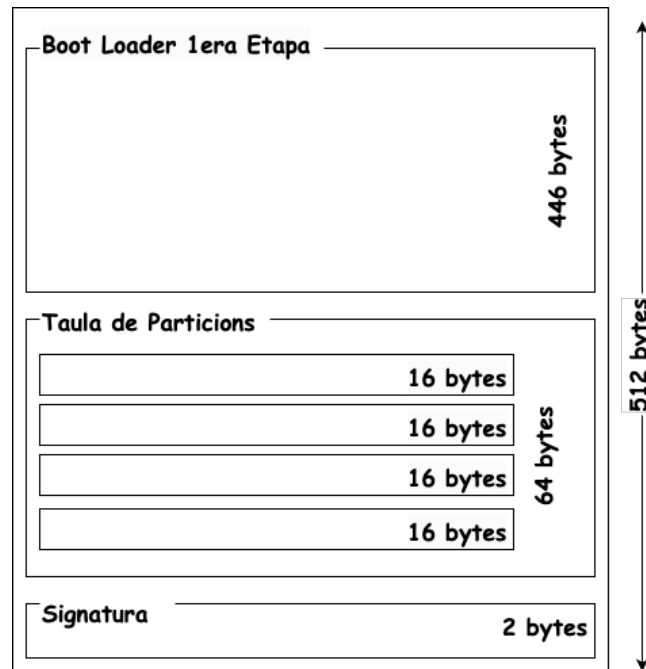 Boot Loader 1era Etapa
446 bytes
Taula de Particions
16 bytes
16 bytes
16 bytes
16 bytes
64 bytes
512 bytes
Signatura
2 bytes